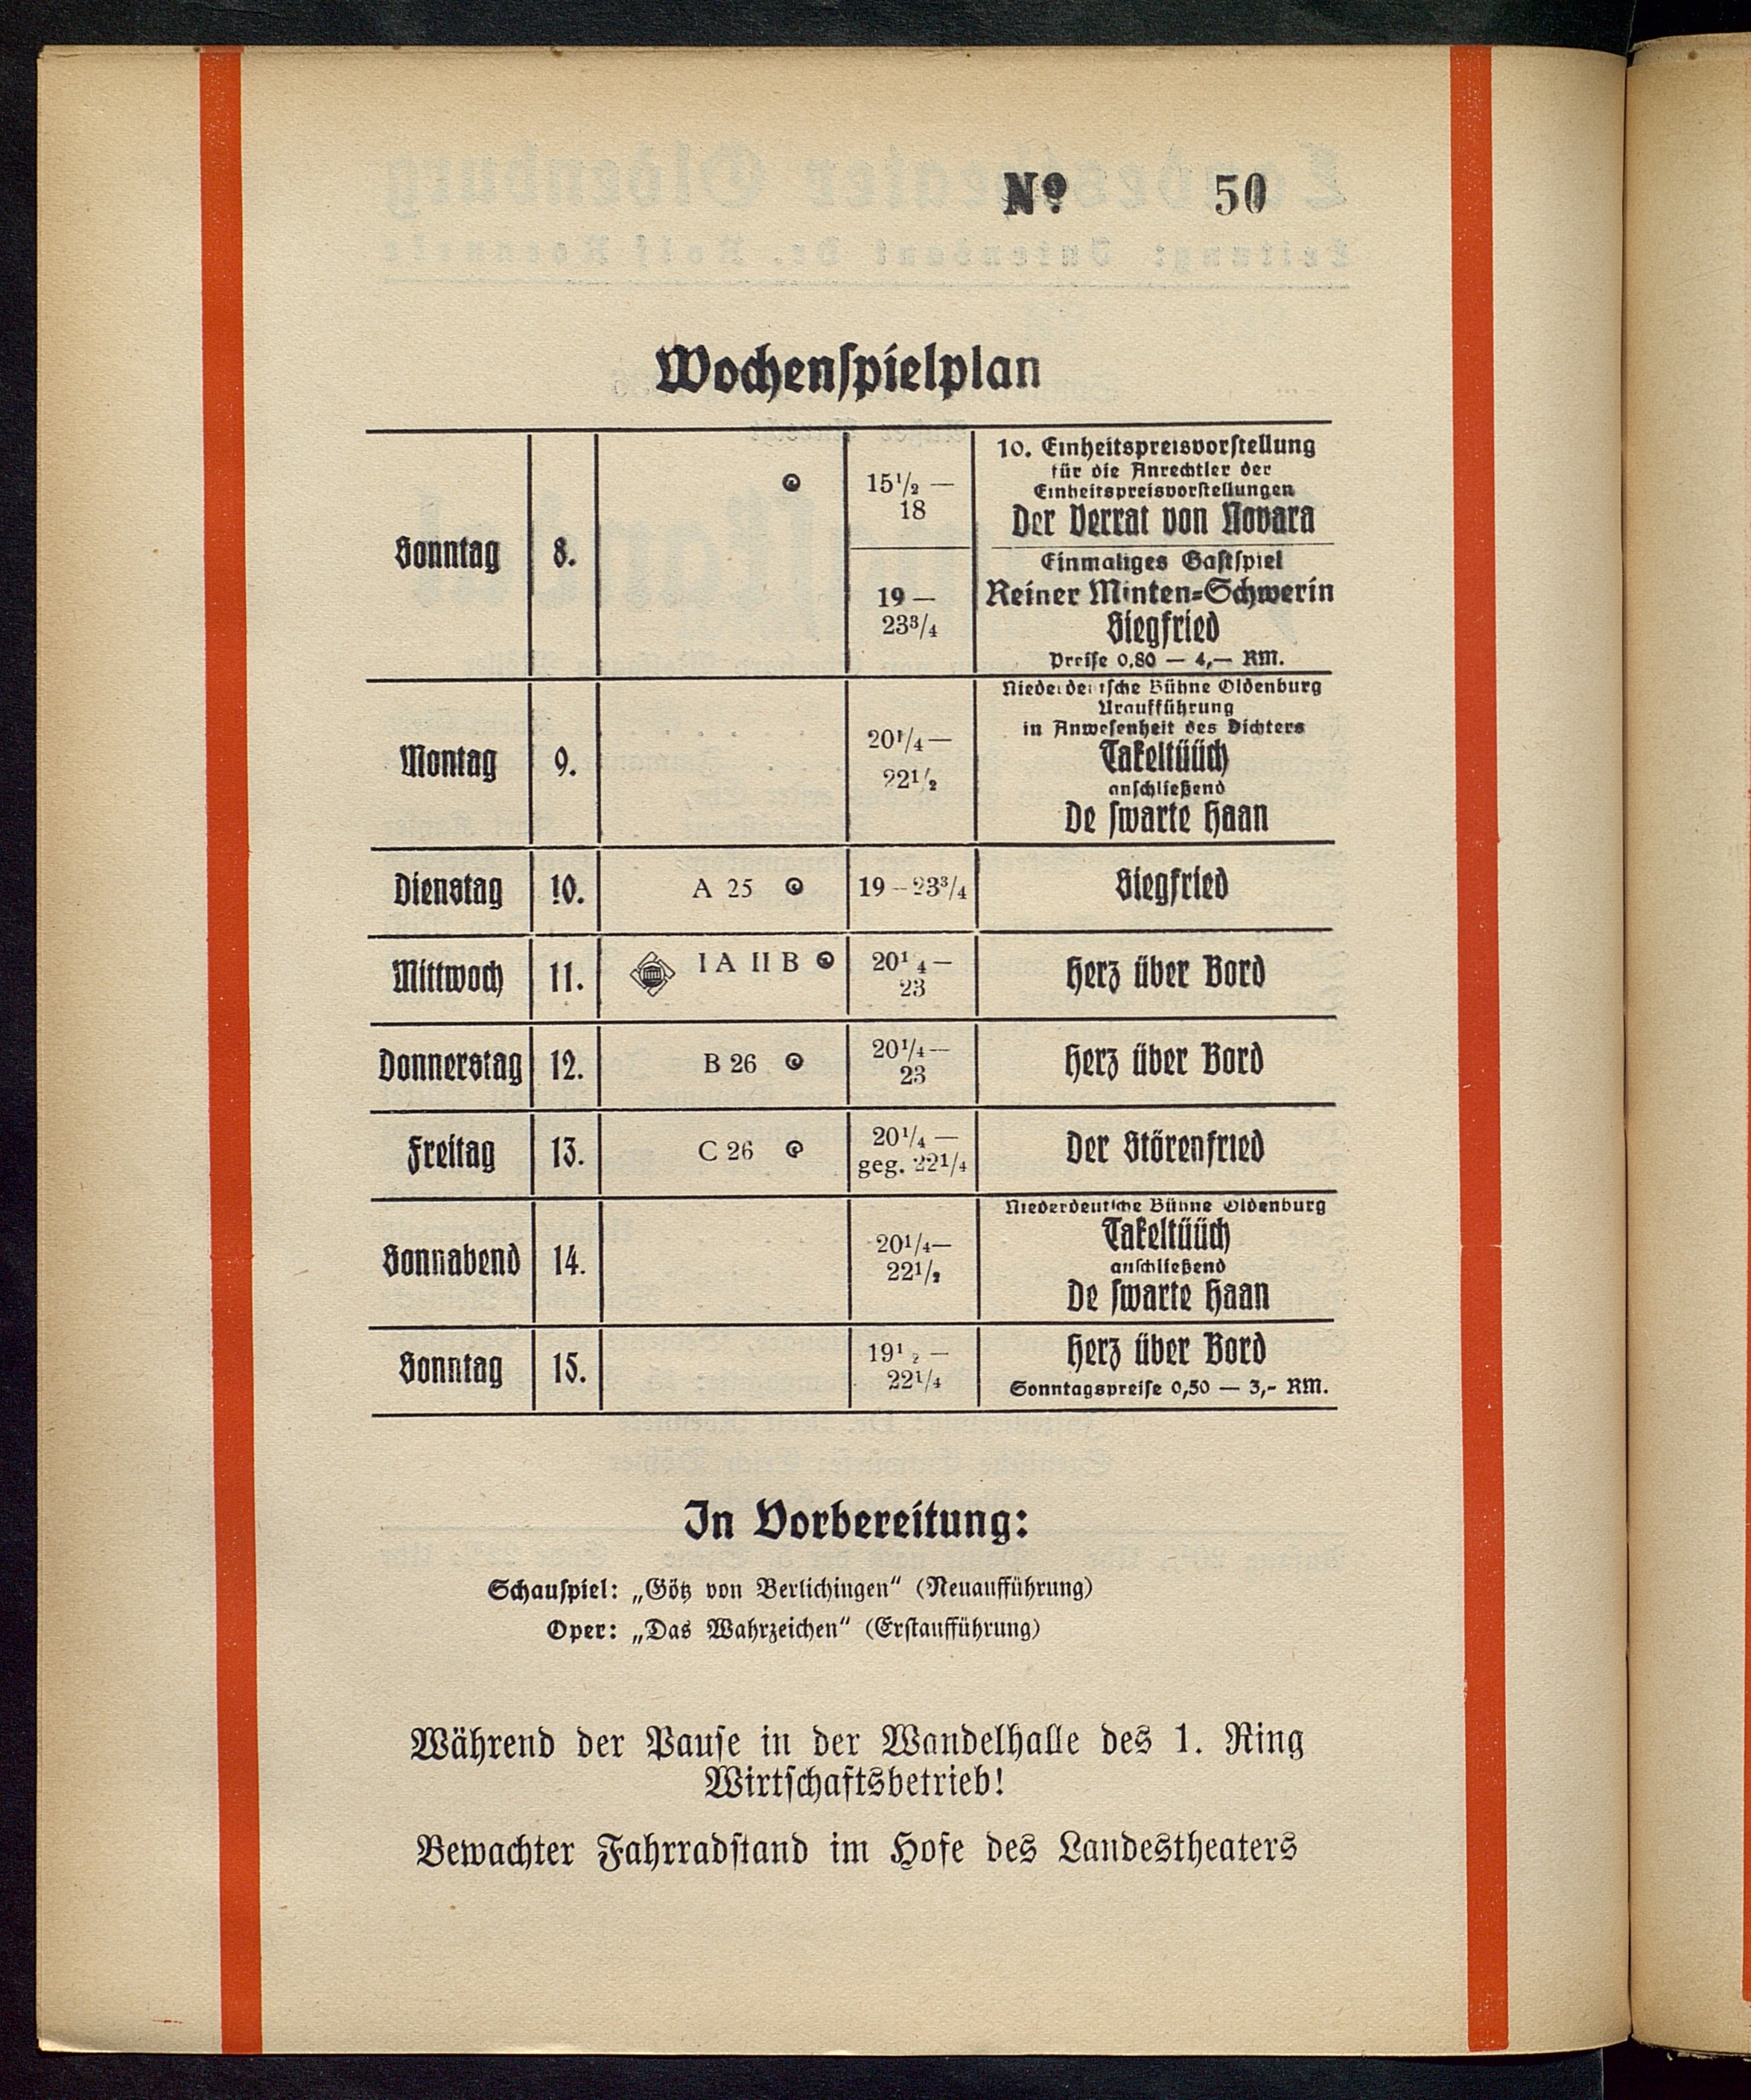 Nº 50
Wochenspielplan
Sonntag 8. 15½ — 18
10. Einheitspreisvorstellung
für die Anrechtler der
Einheitspreisvorstellungen
Der Verrat von Novara
19 — 23¾
Einmaliges Gastspiel
Reiner Minten=Schwerin
Siegfried
Preise 0.80 — 4,— RM.
Montag 9. 20¼ — 22½
Niederdeutsche Bühne Oldenburg
Uraufführung
in Anwesenheit des Dichters
Takeltüüch
anschließend
De swarte Haan
Dienstag 10. A 25 19 – 23¾ Siegfried
Mittwoch 11. I A II B 20¼ — 23 Herz über Bord
Donnerstag 12. B 26 20¼ — 23 Herz über Bord
Freitag 13. C 26 20¼ — geg. 22¼ Der Störenfried
Sonnabend 14. 20¼ — 22½
Niederdeutsche Bühne Oldenburg
Takeltüüch
anschließend
De swarte Haan
Sonntag 15. 19½ — 22¼ Herz über Bord
Sonntagspreise 0,50 — 3,- RM.
In Vorbereitung:
Schauspiel: „Götz von Berlichingen“ (Neuaufführung)
Oper: „Das Wahrzeichen“ (Erstaufführung)
Während der Pause in der Wandelhalle des 1. Ring
Wirtschaftsbetrieb!
Bewachter Fahrradstand im Hofe des Landestheaters